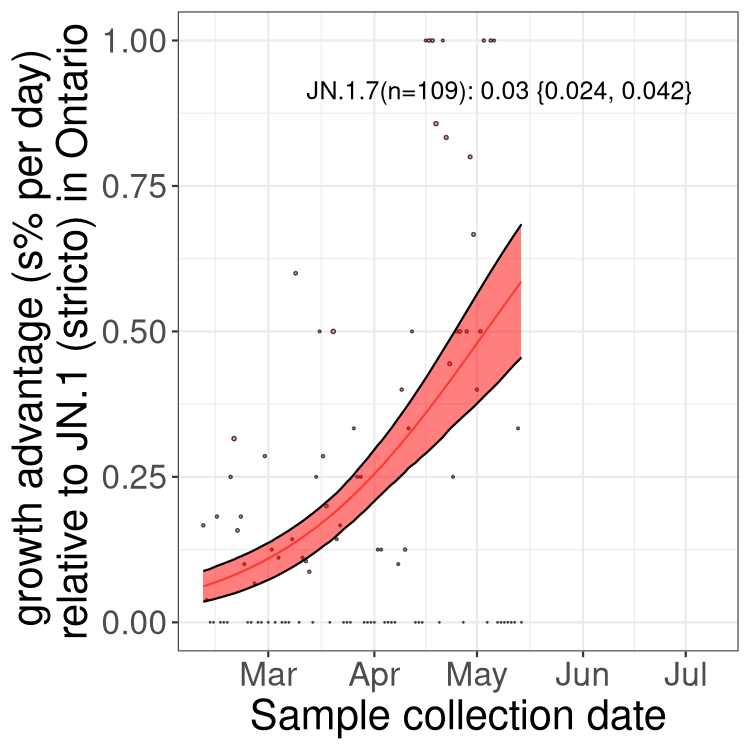 growth advantage (s% per day)
relative to JN.1 (stricto) in Ontario
1.00
0.75
0.50
0.25
0.00
JN.1.7(n=109): 0.03 {0.024, 0.042}
Mar Apr May Jun Jul
Sample collection date